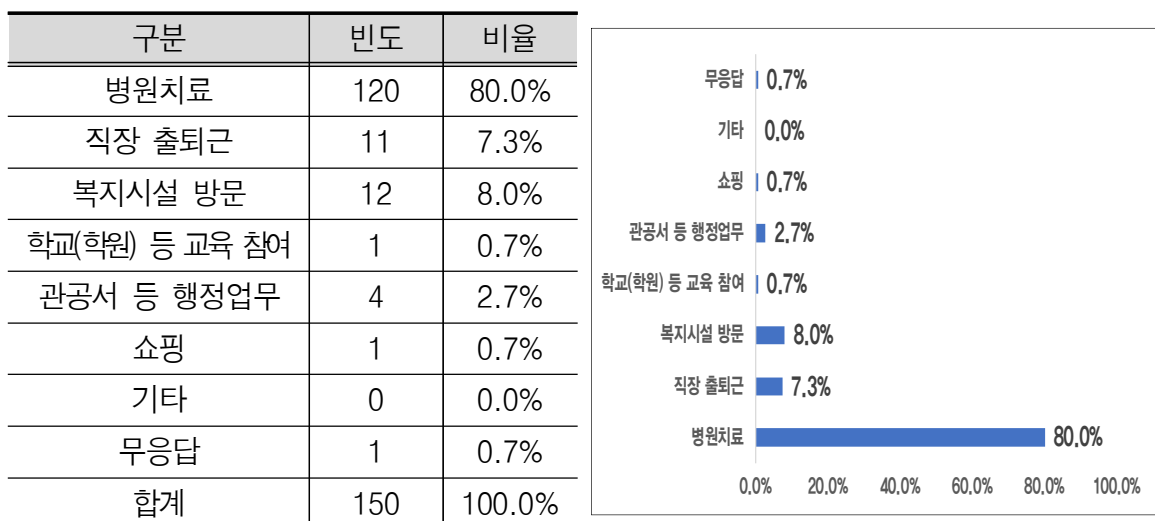 구분 빈도 비율
병원치료 120 80.0%
직장 출퇴근 11 7.3%
복지시설 방문 12 8.0%
학교(학원) 등 교육 참여 1 0.7%
관공서 등 행정업무 4 2.7%
쇼핑 1 0.7%
기타 0 0.0%
무응답 1 0.7%
합계 150 100.0%
무응답 0.7%
기타 0.0%
쇼핑 0.7%
관공서 등 행정업무 2.7%
학교(학원) 등 교육 참여 0.7%
복지시설 방문 8.0%
직장 출퇴근 7.3%
병원치료 80.0%
0.0% 20.0% 40.0% 60.0% 80.0% 100.0%